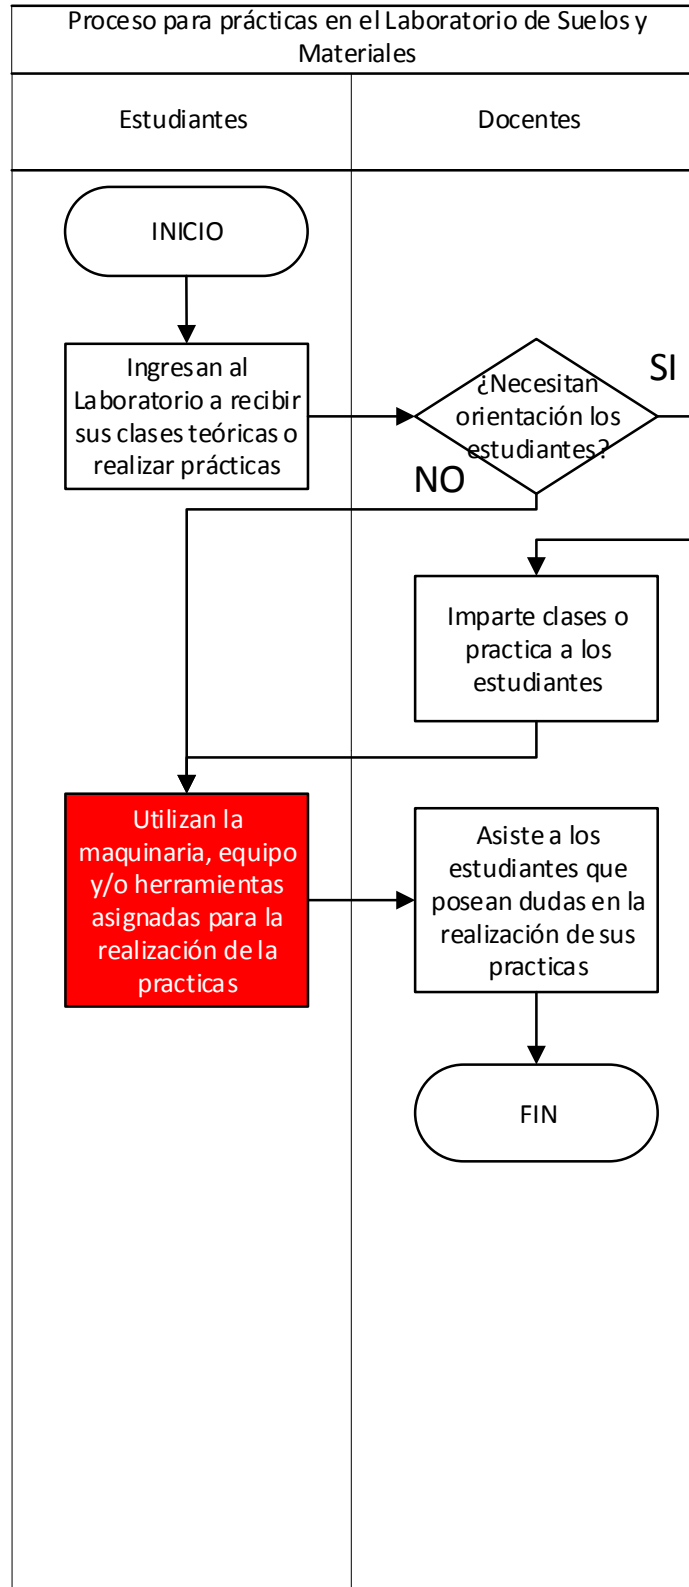 Proceso para prácticas en el Laboratorio de Suelos y
Materiales
Estudiantes
Docentes
INICIO
Ingresan al
Laboratorio a recibir
sus clases teóricas o
realizar prácticas
¿Necesitan
orientación los
estudiantes?
SI
NO
Imparte clases o
practica a los
estudiantes
Utilizan la
maquinaria, equipo
y/o herramientas
asignadas para la
realización de la
practicas
Asiste a los
estudiantes que
posean dudas en la
realización de sus
practicas
FIN